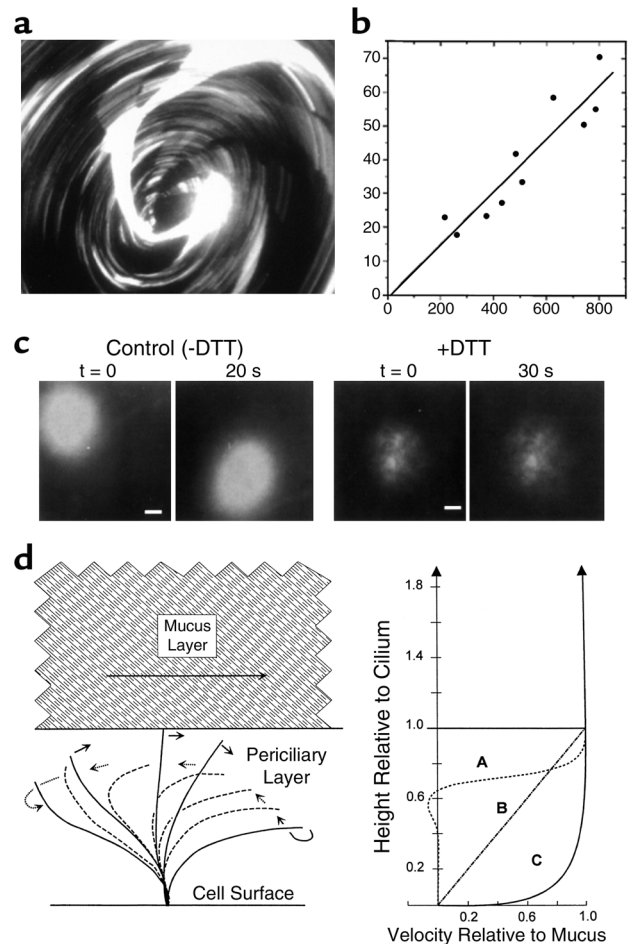 a
b
70
60
50
40
30
20
10
0
0 200 400 600 800
c
Control (-DTT)
+DTT
t = 0
20 s
t = 0
30 s
d
Mucus
Layer
Periciliary
Layer
Cell Surface
Height Relative to Cilium
1.8
1.4
1.0
0.6
0.2
A
B
C
0.2 0.6 1.0
Velocity Relative to Mucus